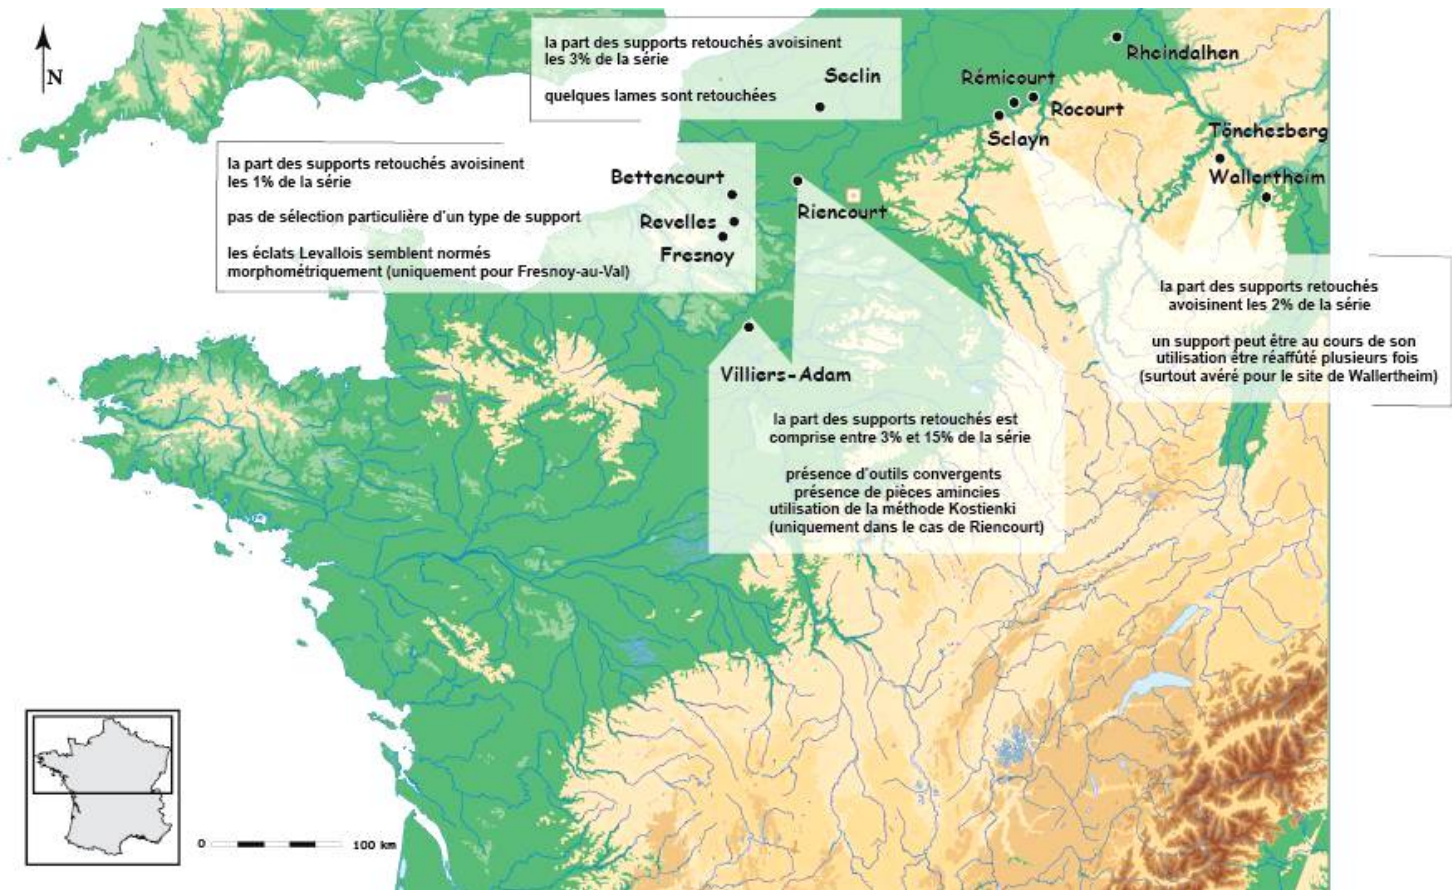 N
la part des supports retouchés avoisinent
les 3% de la série
quelques lames sont retouchées
Seclin
Rheindalhen
Rémicourt
Rocourt
Sclayn
Tönchesberg
Wallertheim
la part des supports retouchés avoisinent
les 1% de la série
pas de sélection particulière d'un type de support
les éclats Levallois semblent normés
morphométriquement (uniquement pour Fresnoy-au-Val)
Bettencourt
Revelles
Fresnoy
Riencourt
la part des supports retouchés
avoisinent les 2% de la série
un support peut être au cours de son
utilisation être réaffûté plusieurs fois
(surtout avéré pour le site de Wallertheim)
Villiers-Adam
la part des supports retouchés est
comprise entre 3% et 15% de la série
présence d'outils convergents
présence de pièces amincies
utilisation de la méthode Kostienki
(uniquement dans le cas de Riencourt)
0 100 km